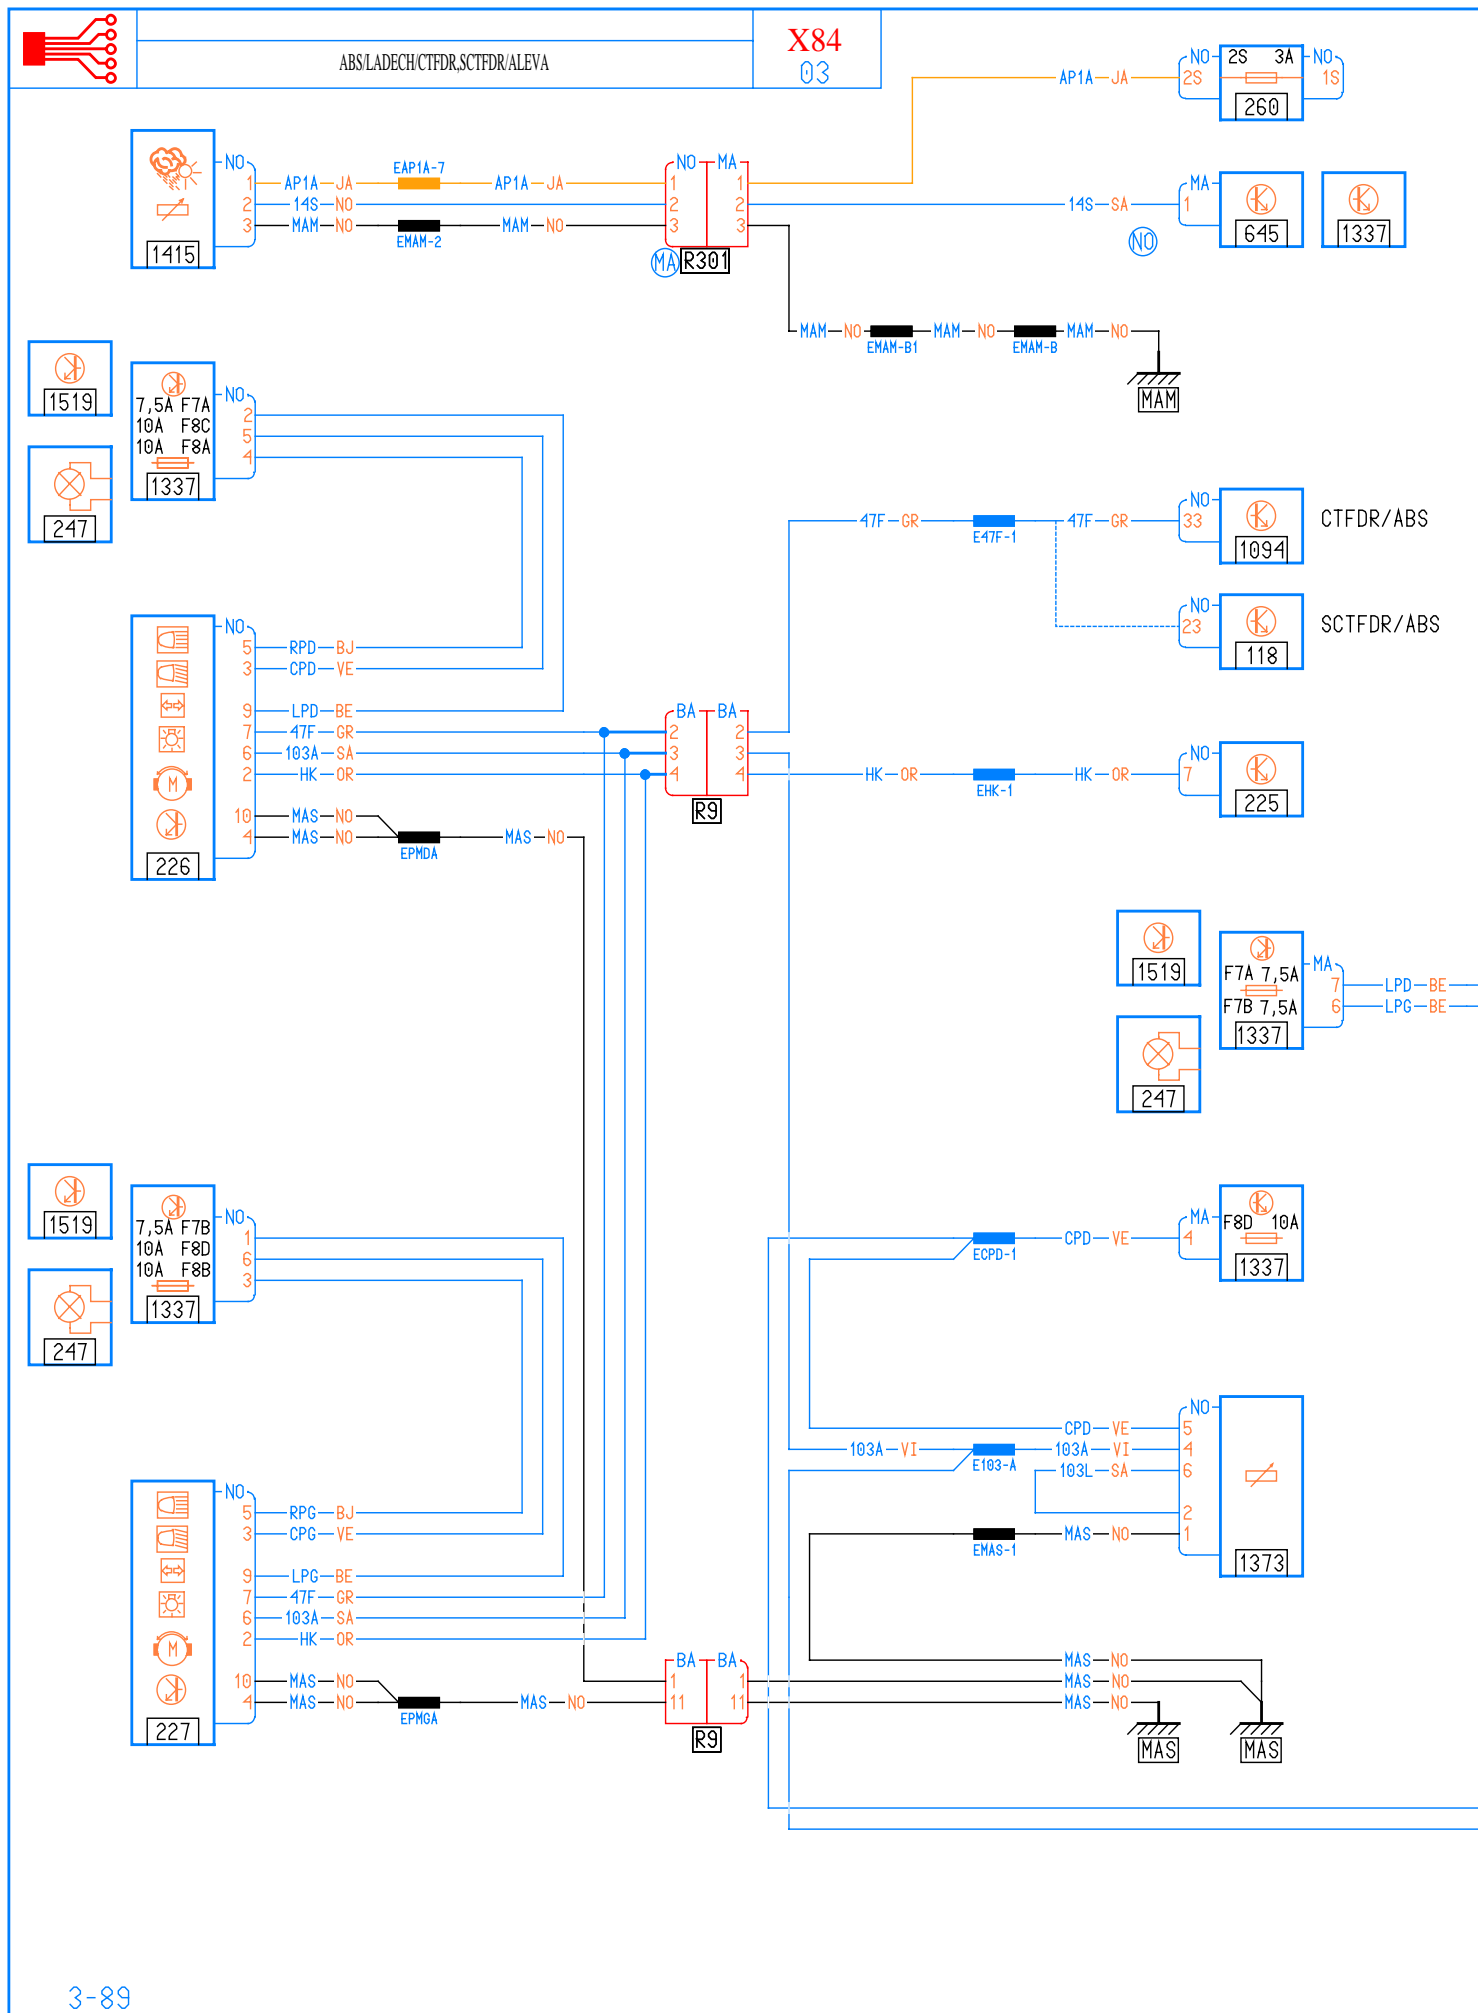 ABS/LADECH/CTFDR,SCTFDR/ALEVA
X84
03
AP1A JA
NO 2S 3A NO
2S 1S
260
NO
1 AP1A JA EAP1A-7 AP1A JA
2 14S NO
3 MAM NO EMAM-2 MAM NO
1415
NO MA
1 1
2 2
3 3
MA R301
14S SA
MA
1
645
1337
NO
MAM NO EMAM-B1 MAM NO EMAM-B MAM NO
MAM
1519
247
7,5A F7A
10A F8C
10A F8A
1337
NO
2
5
4
47F GR E47F-1 47F GR
NO
33
1094
CTFDR/ABS
NO
23
118
SCTFDR/ABS
NO
5 RPD BJ
3 CPD VE
9 LPD BE
7 47F GR
6 103A SA
2 HK OR
10 MAS NO
4 MAS NO EPMDA MAS NO
M
226
BA BA
2 2
3 3
4 4
R9
HK OR EHK-1 HK OR
NO
7
225
1519
247
F7A 7,5A
F7B 7,5A
1337
MA
7 LPD BE
6 LPG BE
1519
247
7,5A F7B
10A F8D
10A F8B
1337
NO
1
6
3
ECPD-1 CPD VE
MA
4
F8D 10A
1337
NO
CPD VE 5
103A VI E103-A 103A VI 4
103L SA 6
2
EMAS-1 MAS NO 1
1373
NO
5 RPG BJ
3 CPG VE
9 LPG BE
7 47F GR
6 103A SA
2 HK OR
10 MAS NO
4 MAS NO EPMGA MAS NO
M
227
BA BA
1 1
11 11
R9
MAS NO
MAS NO
MAS NO
MAS MAS
3-89